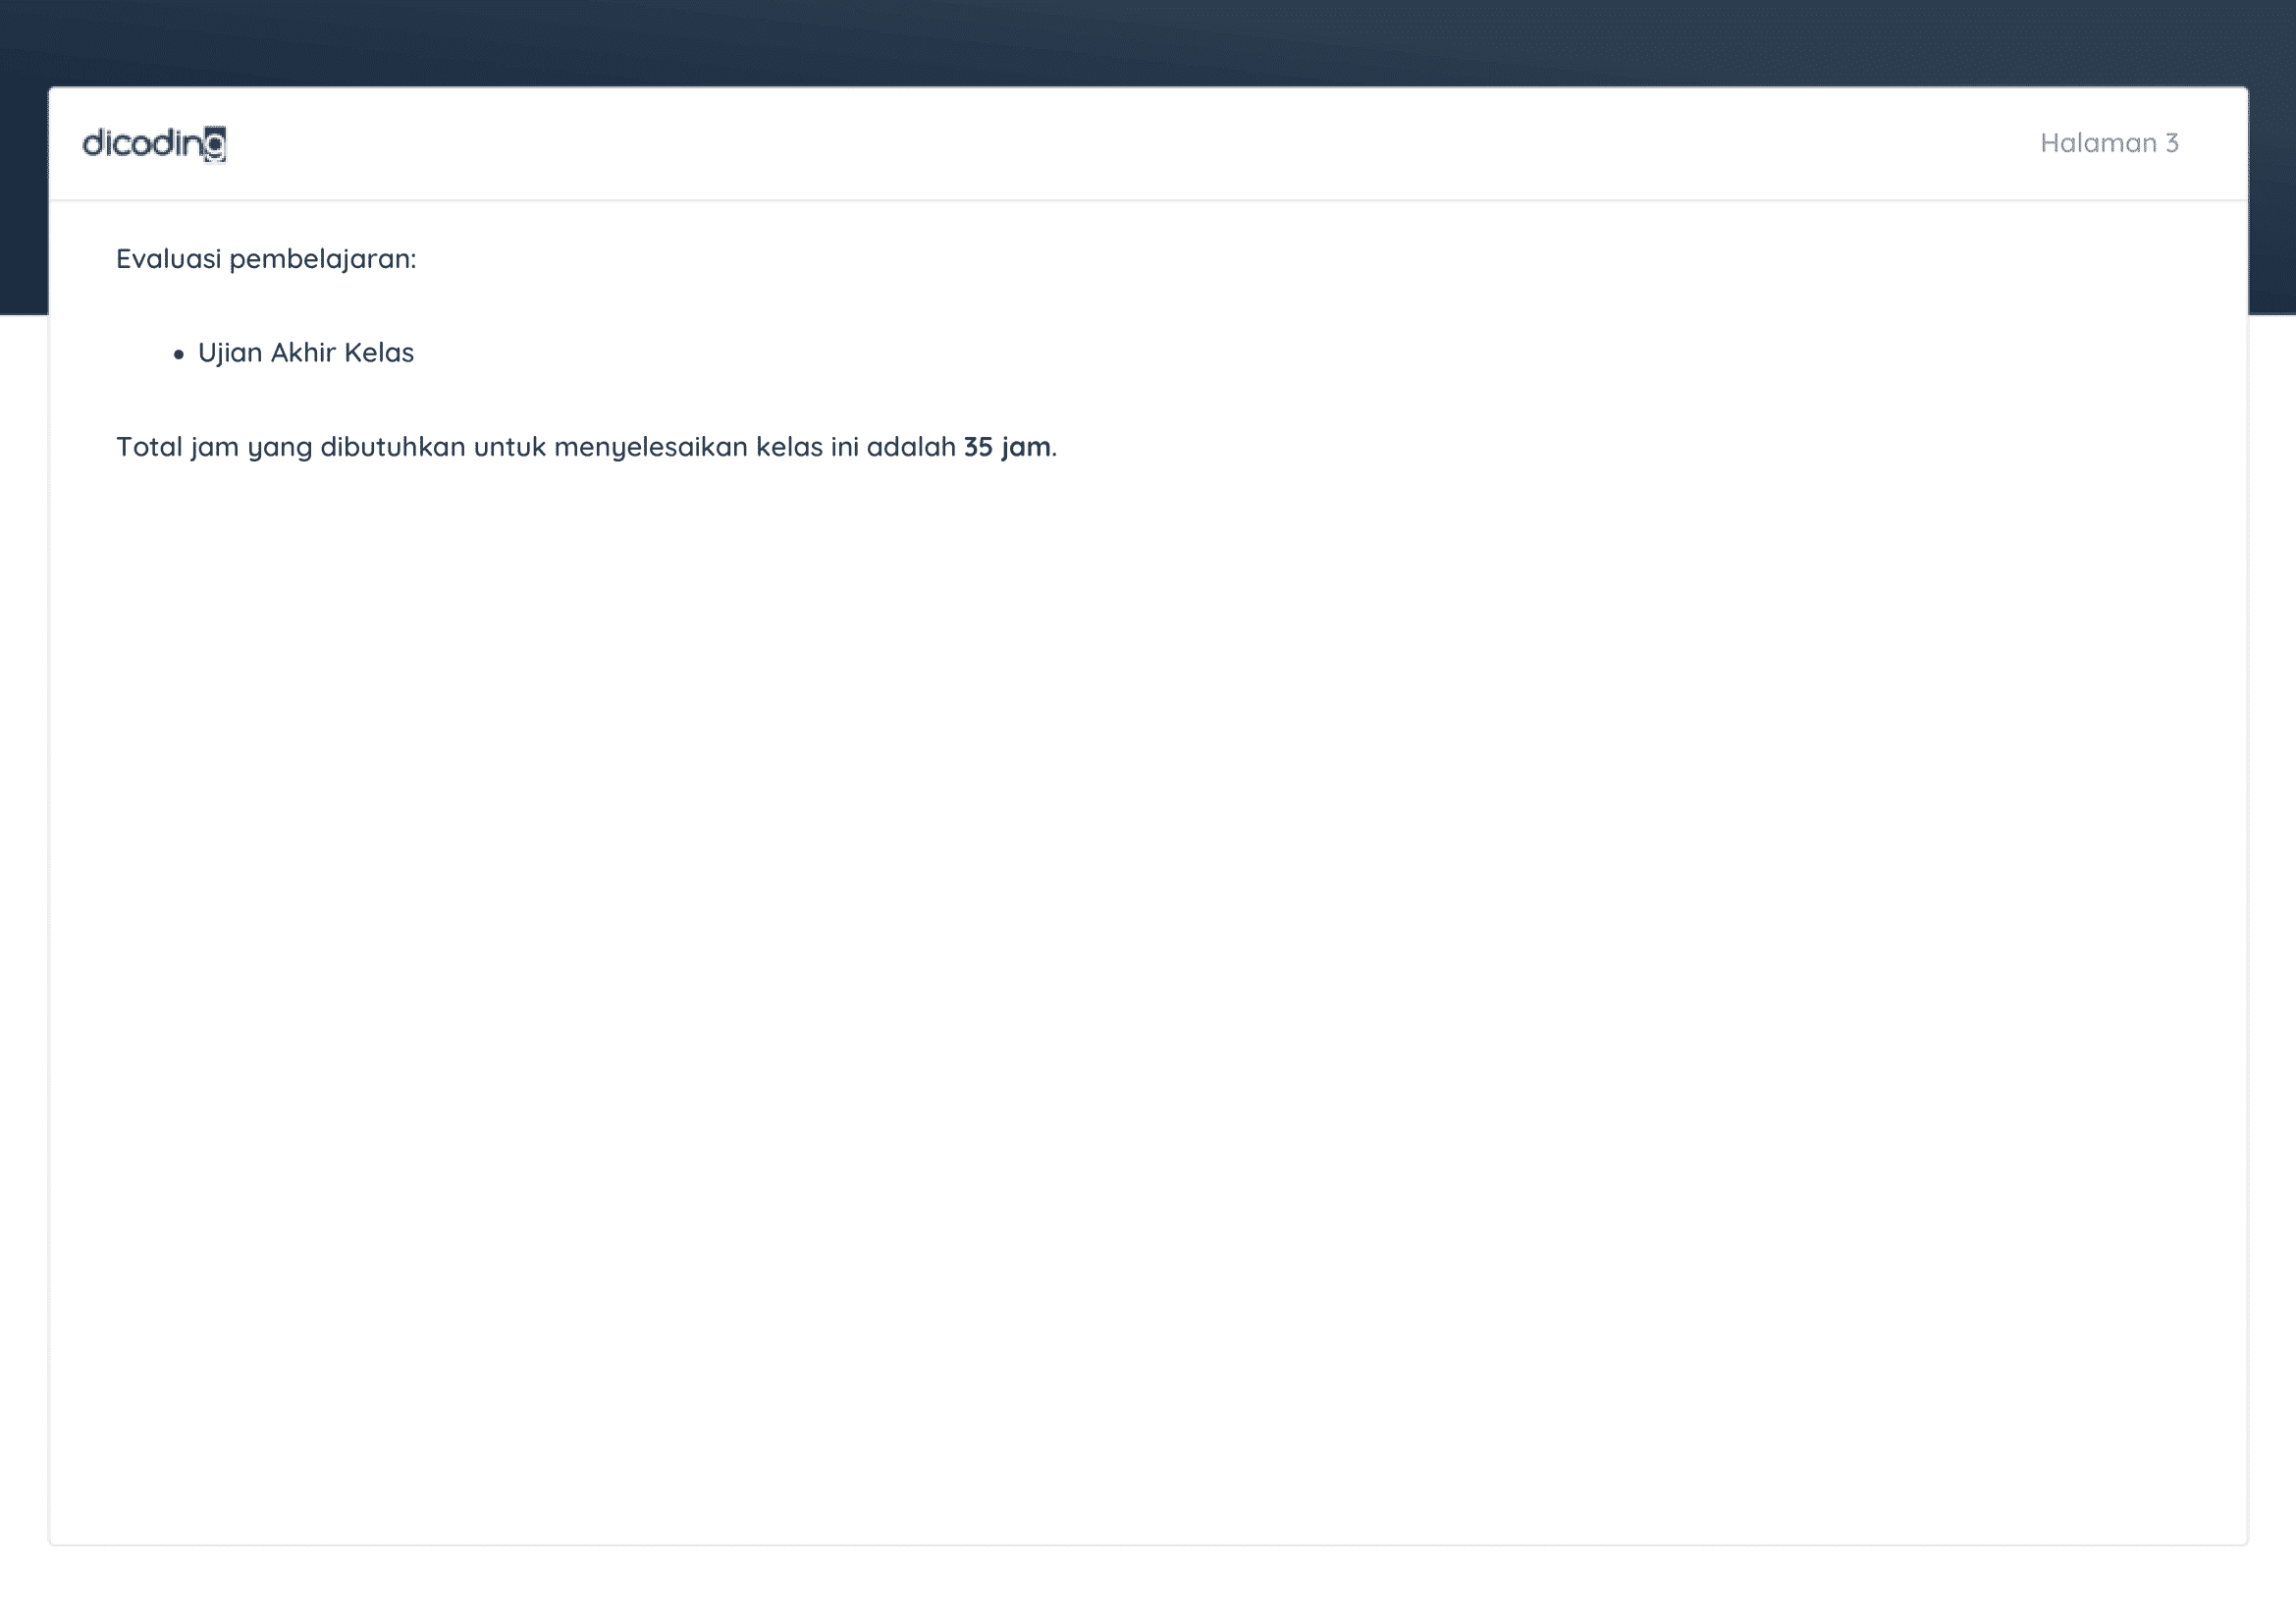 dicoding
Halaman 3
Evaluasi pembelajaran:
• Ujian Akhir Kelas
Total jam yang dibutuhkan untuk menyelesaikan kelas ini adalah 35 jam.